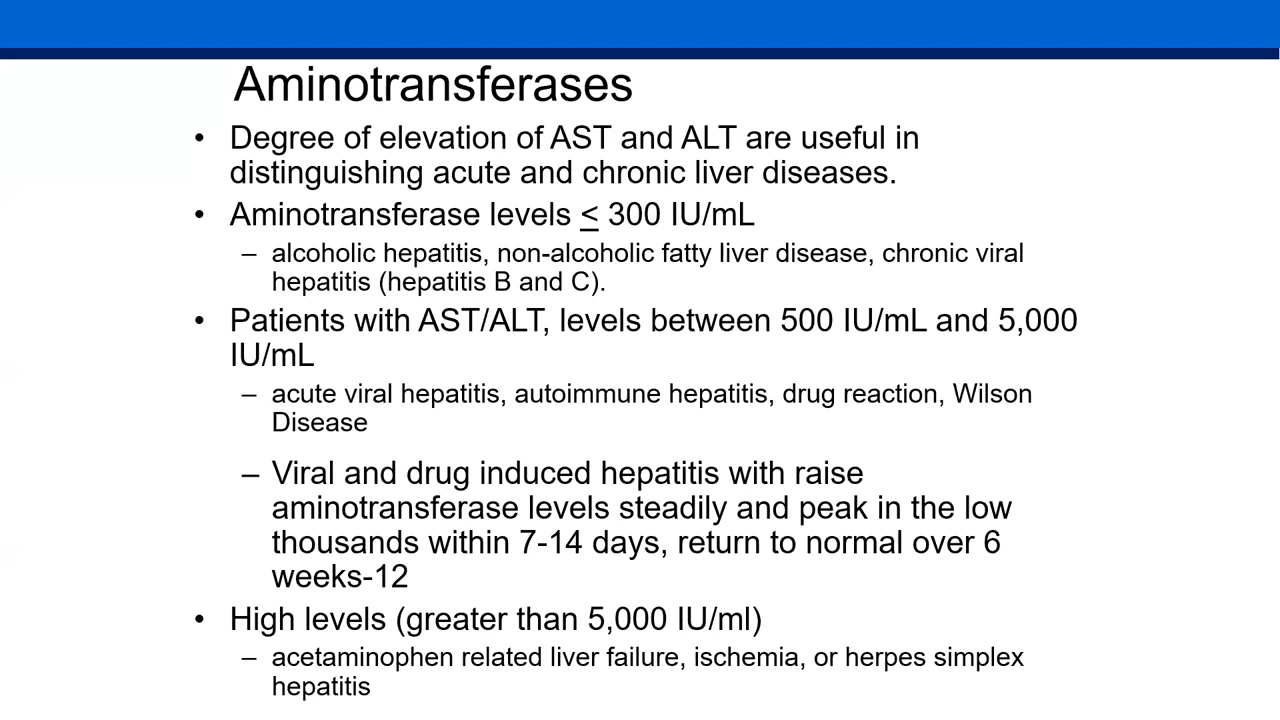 Aminotransferases
• Degree of elevation of AST and ALT are useful in
distinguishing acute and chronic liver diseases.
• Aminotransferase levels ≤ 300 IU/mL
– alcoholic hepatitis, non-alcoholic fatty liver disease, chronic viral
hepatitis (hepatitis B and C).
• Patients with AST/ALT, levels between 500 IU/mL and 5,000
IU/mL
– acute viral hepatitis, autoimmune hepatitis, drug reaction, Wilson
Disease
– Viral and drug induced hepatitis with raise
aminotransferase levels steadily and peak in the low
thousands within 7-14 days, return to normal over 6
weeks-12
• High levels (greater than 5,000 IU/ml)
– acetaminophen related liver failure, ischemia, or herpes simplex
hepatitis